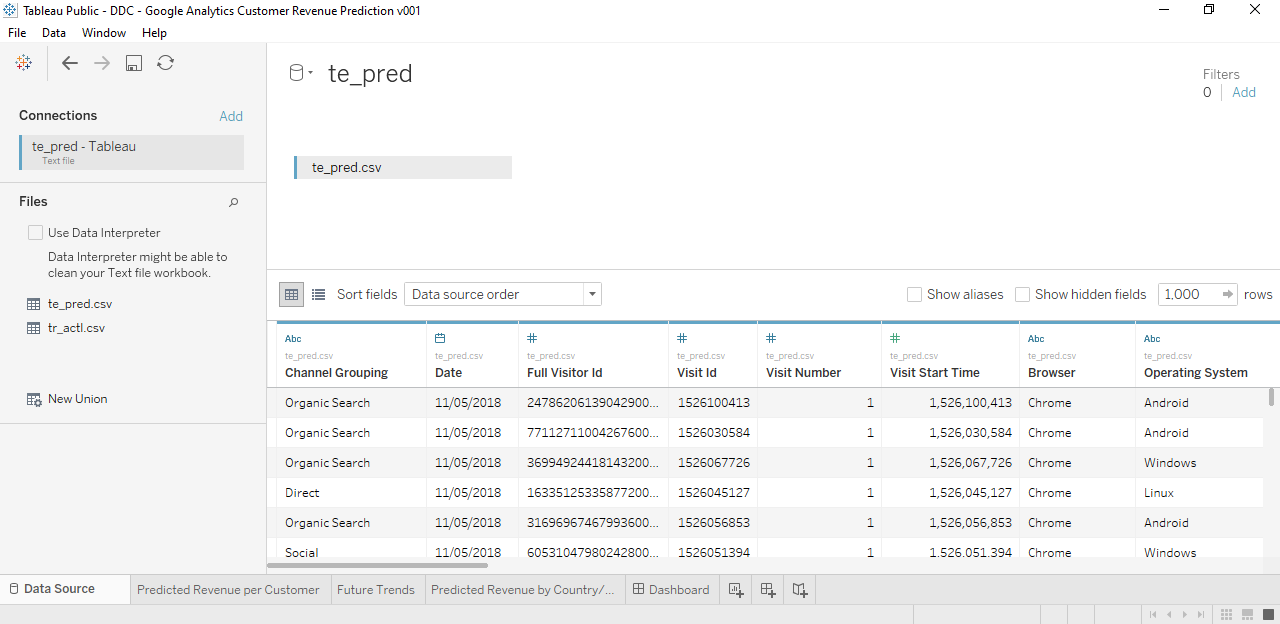 Tableau Public - DDC - Google Analytics Customer Revenue Prediction v001
File Data Window Help
te_pred
Filters
0 Add
Connections Add
te_pred - Tableau
Text file
te_pred.csv
Files
Use Data Interpreter
Data Interpreter might be able to
clean your Text file workbook.
te_pred.csv
tr_actl.csv
New Union
Sort fields Data source order Show aliases Show hidden fields 1,000 rows
Abc # # # # Abc Abc
te_pred.csv te_pred.csv te_pred.csv te_pred.csv te_pred.csv te_pred.csv te_pred.csv te_pred.csv
Channel Grouping Date Full Visitor Id Visit Id Visit Number Visit Start Time Browser Operating System
Organic Search 11/05/2018 24786206139042900... 1526100413 1 1,526,100,413 Chrome Android
Organic Search 11/05/2018 77112711004267600... 1526030584 1 1,526,030,584 Chrome Android
Organic Search 11/05/2018 36994924418143200... 1526067726 1 1,526,067,726 Chrome Windows
Direct 11/05/2018 16335125335877200... 1526045127 1 1,526,045,127 Chrome Linux
Organic Search 11/05/2018 31696967467993600... 1526056853 1 1,526,056,853 Chrome Android
Social 11/05/2018 60531047980242800... 1526051394 1 1,526,051,394 Chrome Windows
Data Source Predicted Revenue per Customer Future Trends Predicted Revenue by Country/... Dashboard